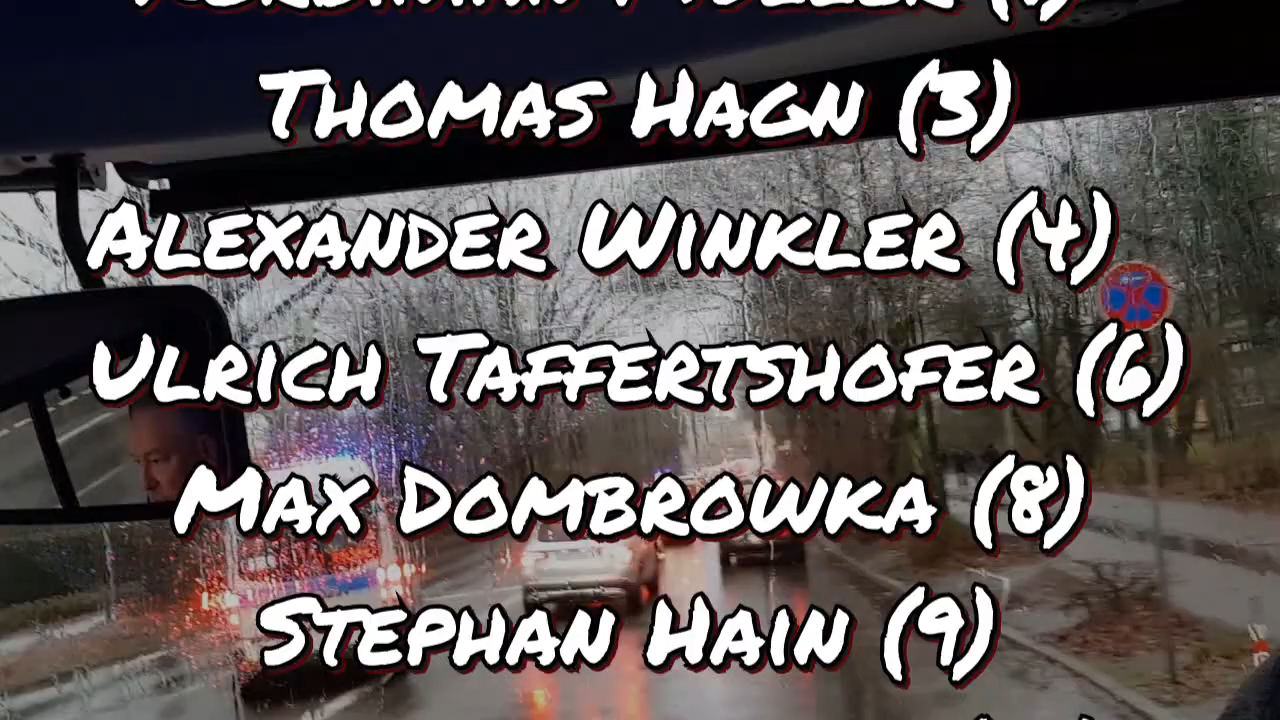 THOMAS HAGN (3)
ALEXANDER WINKLER (4)
ULRICH TAFFERTSHOFER (6)
MAX DOMBROWKA (8)
STEPHAN HAIN (9)